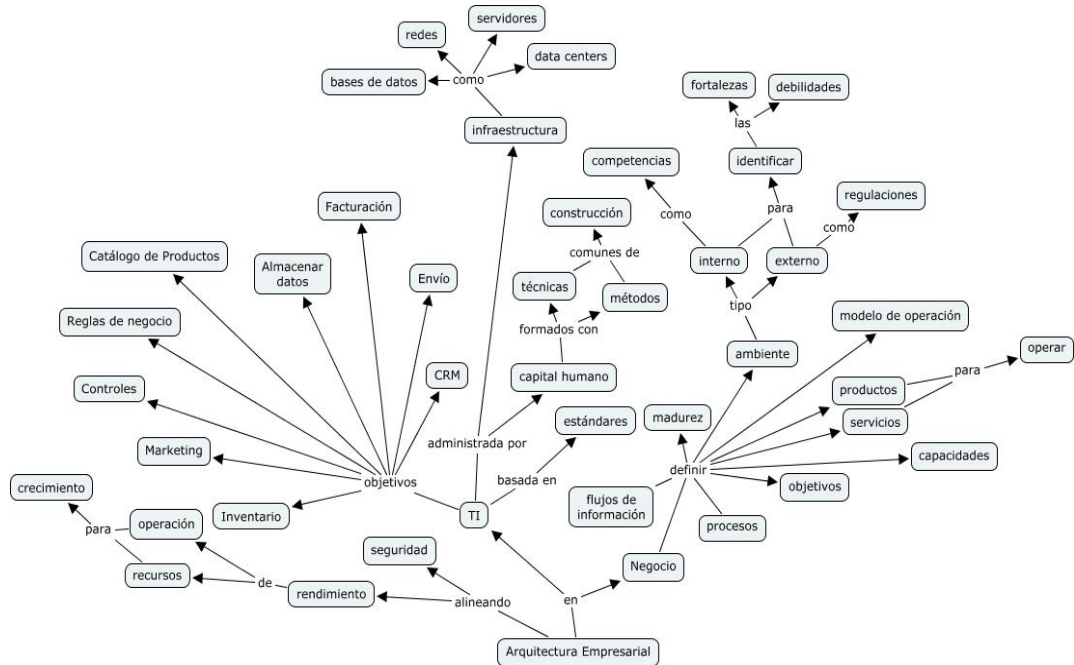 servidores
redes
data centers
bases de datos
como
infraestructura
fortalezas
debilidades
las
identificar
competencias
regulaciones
como
para
como
interno
externo
tipo
ambiente
construcción
comunes de
técnicas
métodos
formados con
capital humano
Facturación
Catálogo de Productos
Almacenar
datos
Envío
Reglas de negocio
CRM
Controles
Marketing
Inventario
objetivos
administrada por
estándares
basada en
TI
modelo de operación
operar
para
productos
servicios
madurez
definir
capacidades
objetivos
flujos de
información
procesos
Negocio
crecimiento
para
operación
recursos
de
rendimiento
seguridad
alineando
en
Arquitectura Empresarial